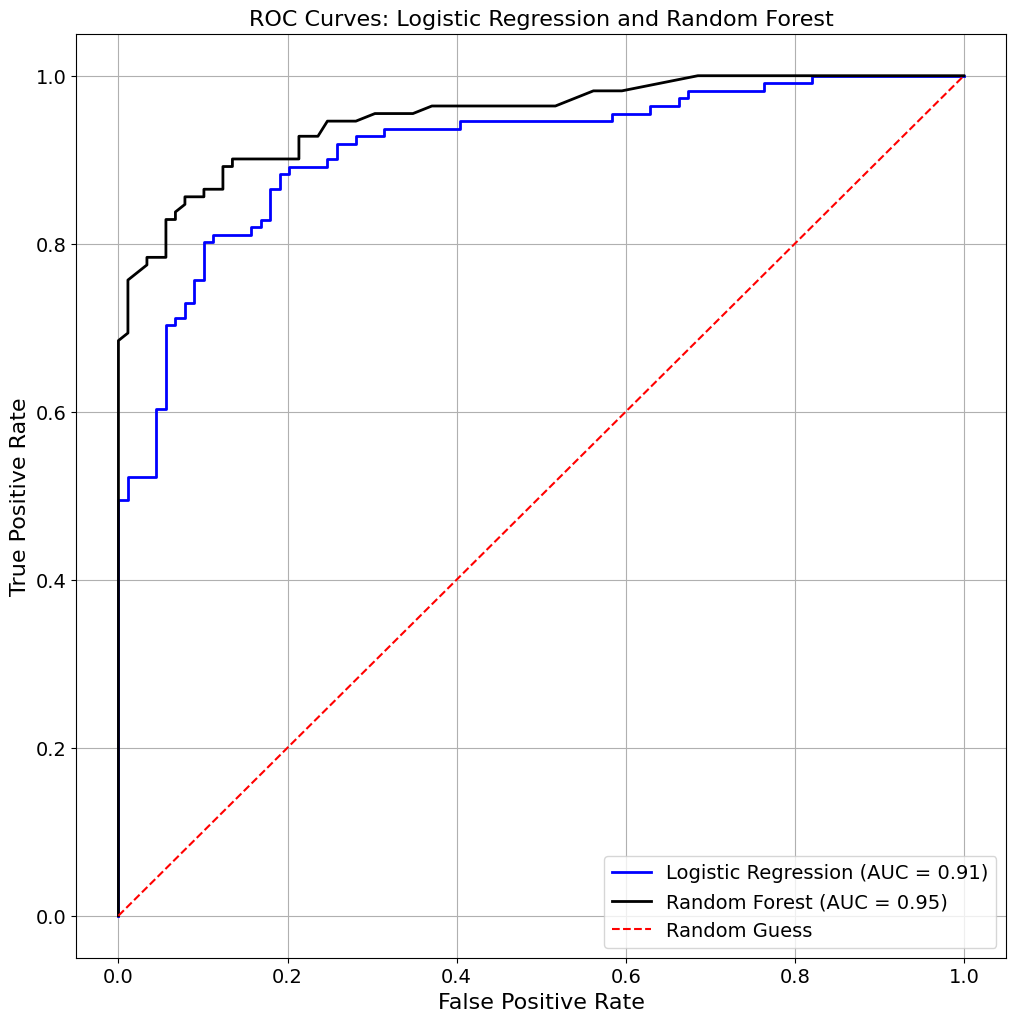 ROC Curves: Logistic Regression and Random Forest
True Positive Rate
1.0
0.8
0.6
0.4
0.2
0.0
Logistic Regression (AUC = 0.91)
Random Forest (AUC = 0.95)
Random Guess
0.0 0.2 0.4 0.6 0.8 1.0
False Positive Rate